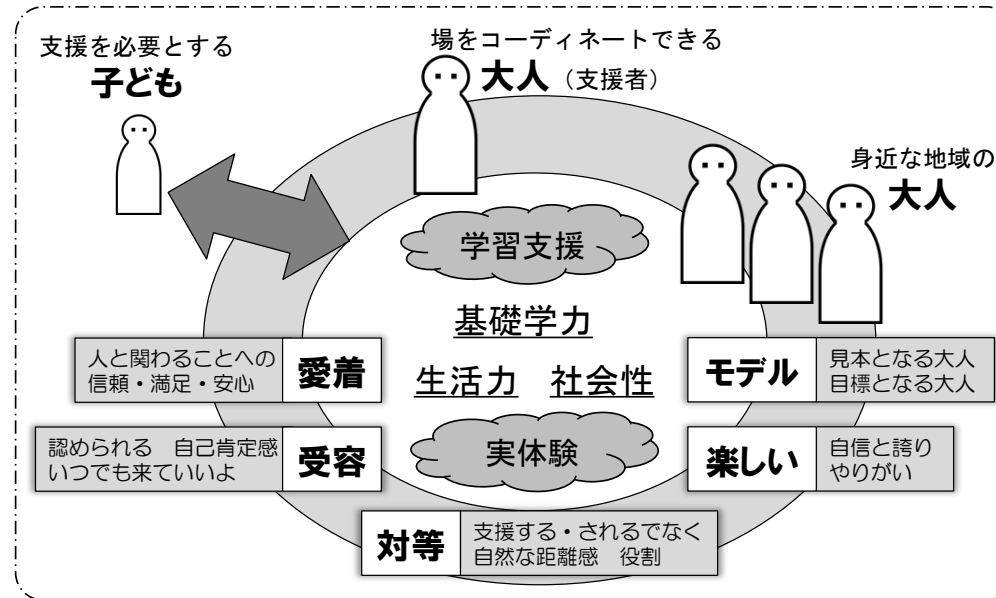 支援を必要とする
子ども
場をコーディネートできる
大人（支援者）
身近な地域の
大人
学習支援
基礎学力
生活力　社会性
実体験
人と関わることへの
信頼・満足・安心
愛着
認められる　自己肯定感
いつでも来ていいよ
受容
対等
支援する・されるでなく
自然な距離感　役割
モデル
見本となる大人
目標となる大人
楽しい
自信と誇り
やりがい